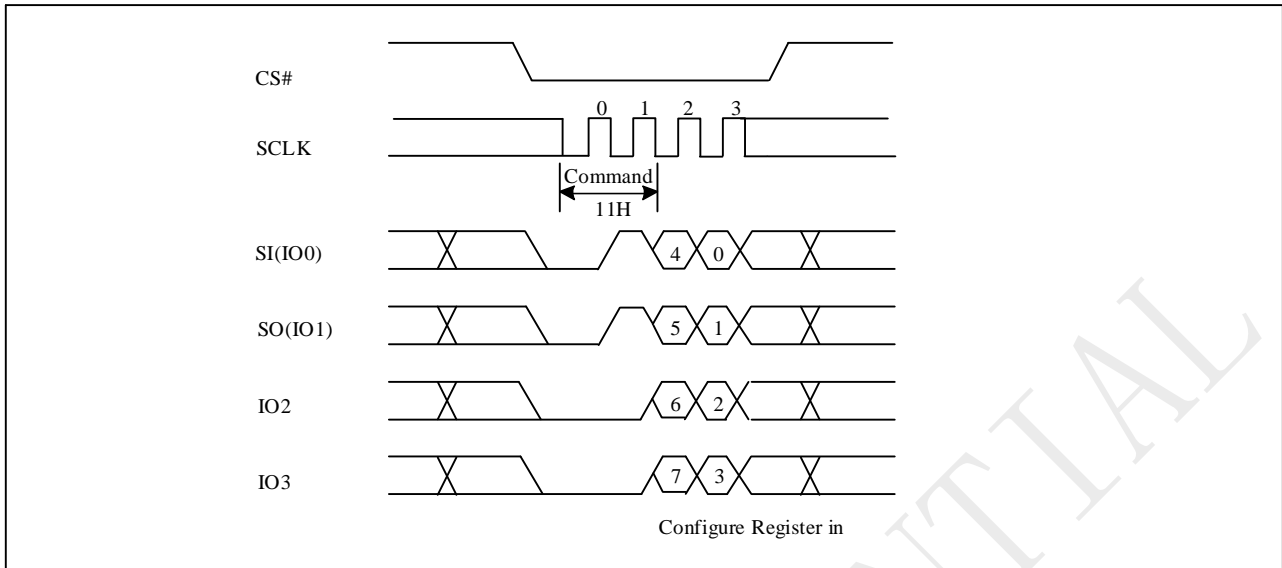 CS#
0 1 2 3
SCLK
Command
11H
SI(IO0) 4 0
SO(IO1) 5 1
IO2 6 2
IO3 7 3
Configure Register in
NTIAL